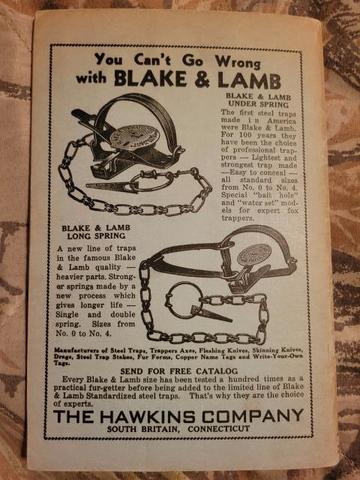 You Can't Go Wrong
with BLAKE & LAMB
BLAKE & LAMB
UNDER SPRING
The first steel traps
made in America
were Blake & Lamb.
For 100 years they
have been the choice
of professional trap-
pers — Lightest and
strongest trap made
—Easy to conceal —
all standard sizes
from No. 0 to No. 4.
Special "bait hole"
and "water set" mod-
els for expert fox
trappers.
BLAKE & LAMB
LONG SPRING
A new line of traps
in the famous Blake
& Lamb quality —
heavier parts. Strong-
er springs made by a
new process which
gives longer life —
Single and double
spring. Sizes from
No. 0 to No. 4.
Manufacturers of Steel Traps, Trappers Axes, Fleshing Knives, Skinning Knives,
Drags, Steel Trap Stakes, Fur Forms, Copper Name Tags and Write-Your-Own
Tags.
SEND FOR FREE CATALOG
Every Blake & Lamb size has been tested a hundred times as a
practical fur-getter before being added to the limited line of Blake
& Lamb Standardized steel traps. That's why they are the choice
of experts.
THE HAWKINS COMPANY
SOUTH BRITAIN, CONNECTICUT